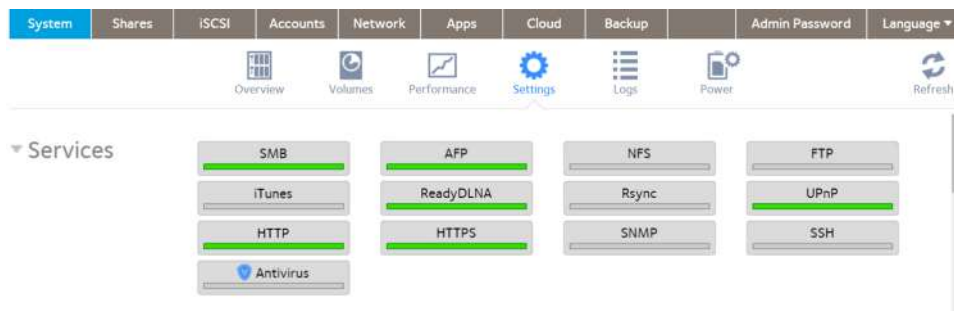 System Shares iSCSI Accounts Network Apps Cloud Backup Admin Password Language
Overview Volumes Performance Settings Logs Power Refresh
Services
SMB AFP NFS FTP
iTunes ReadyDLNA Rsync UPnP
HTTP HTTPS SNMP SSH
Antivirus